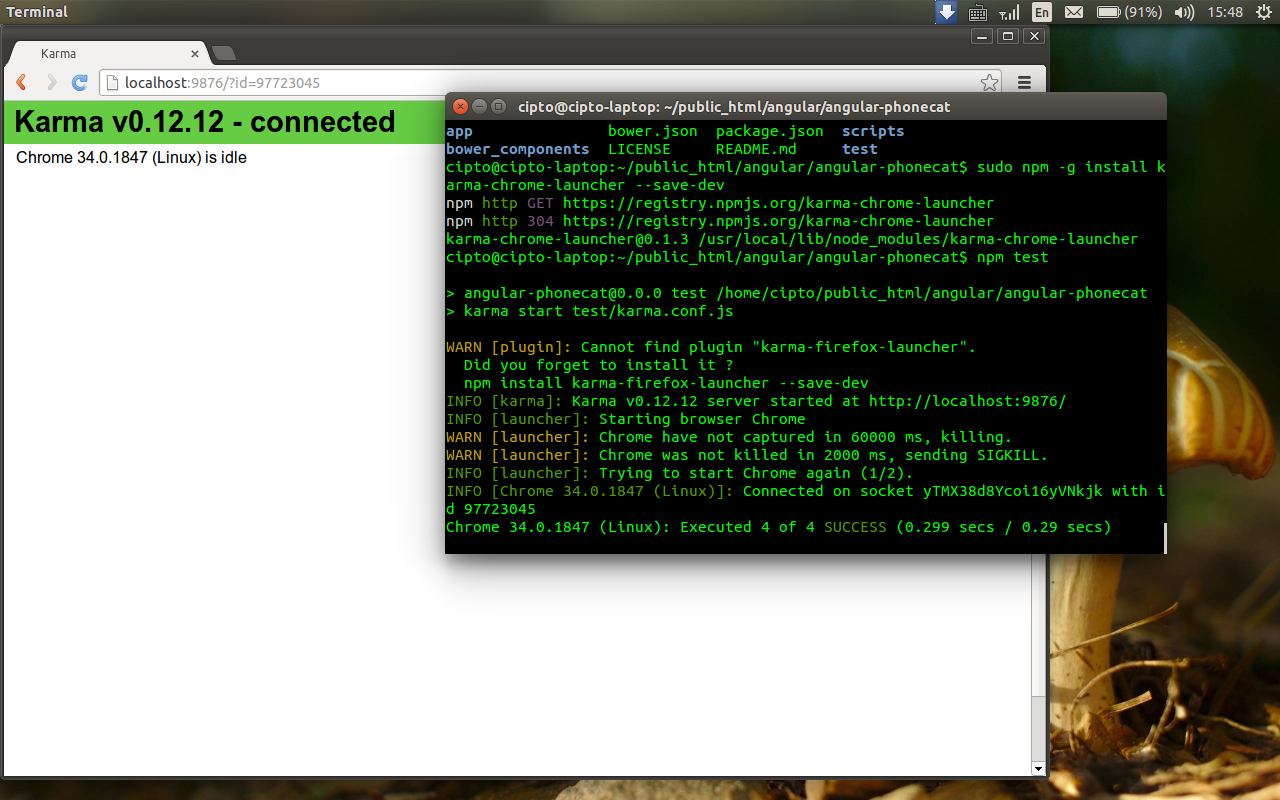 Terminal
En
(91%)
15:48
Karma
localhost:9876/?id=97723045
Karma v0.12.12 - connected
Chrome 34.0.1847 (Linux) is idle
cipto@cipto-laptop: ~/public_html/angular/angular-phonecat
app bower.json package.json scripts
bower_components LICENSE README.md test
cipto@cipto-laptop:~/public_html/angular/angular-phonecat$ sudo npm -g install k
arma-chrome-launcher --save-dev
npm http GET https://registry.npmjs.org/karma-chrome-launcher
npm http 304 https://registry.npmjs.org/karma-chrome-launcher
karma-chrome-launcher@0.1.3 /usr/local/lib/node_modules/karma-chrome-launcher
cipto@cipto-laptop:~/public_html/angular/angular-phonecat$ npm test
> angular-phonecat@0.0.0 test /home/cipto/public_html/angular/angular-phonecat
> karma start test/karma.conf.js
WARN [plugin]: Cannot find plugin "karma-firefox-launcher".
Did you forget to install it ?
npm install karma-firefox-launcher --save-dev
INFO [karma]: Karma v0.12.12 server started at http://localhost:9876/
INFO [launcher]: Starting browser Chrome
WARN [launcher]: Chrome have not captured in 60000 ms, killing.
WARN [launcher]: Chrome was not killed in 2000 ms, sending SIGKILL.
INFO [launcher]: Trying to start Chrome again (1/2).
INFO [Chrome 34.0.1847 (Linux)]: Connected on socket yTMX38d8Ycoi16yVNkjk with i
d 97723045
Chrome 34.0.1847 (Linux): Executed 4 of 4 SUCCESS (0.299 secs / 0.29 secs)